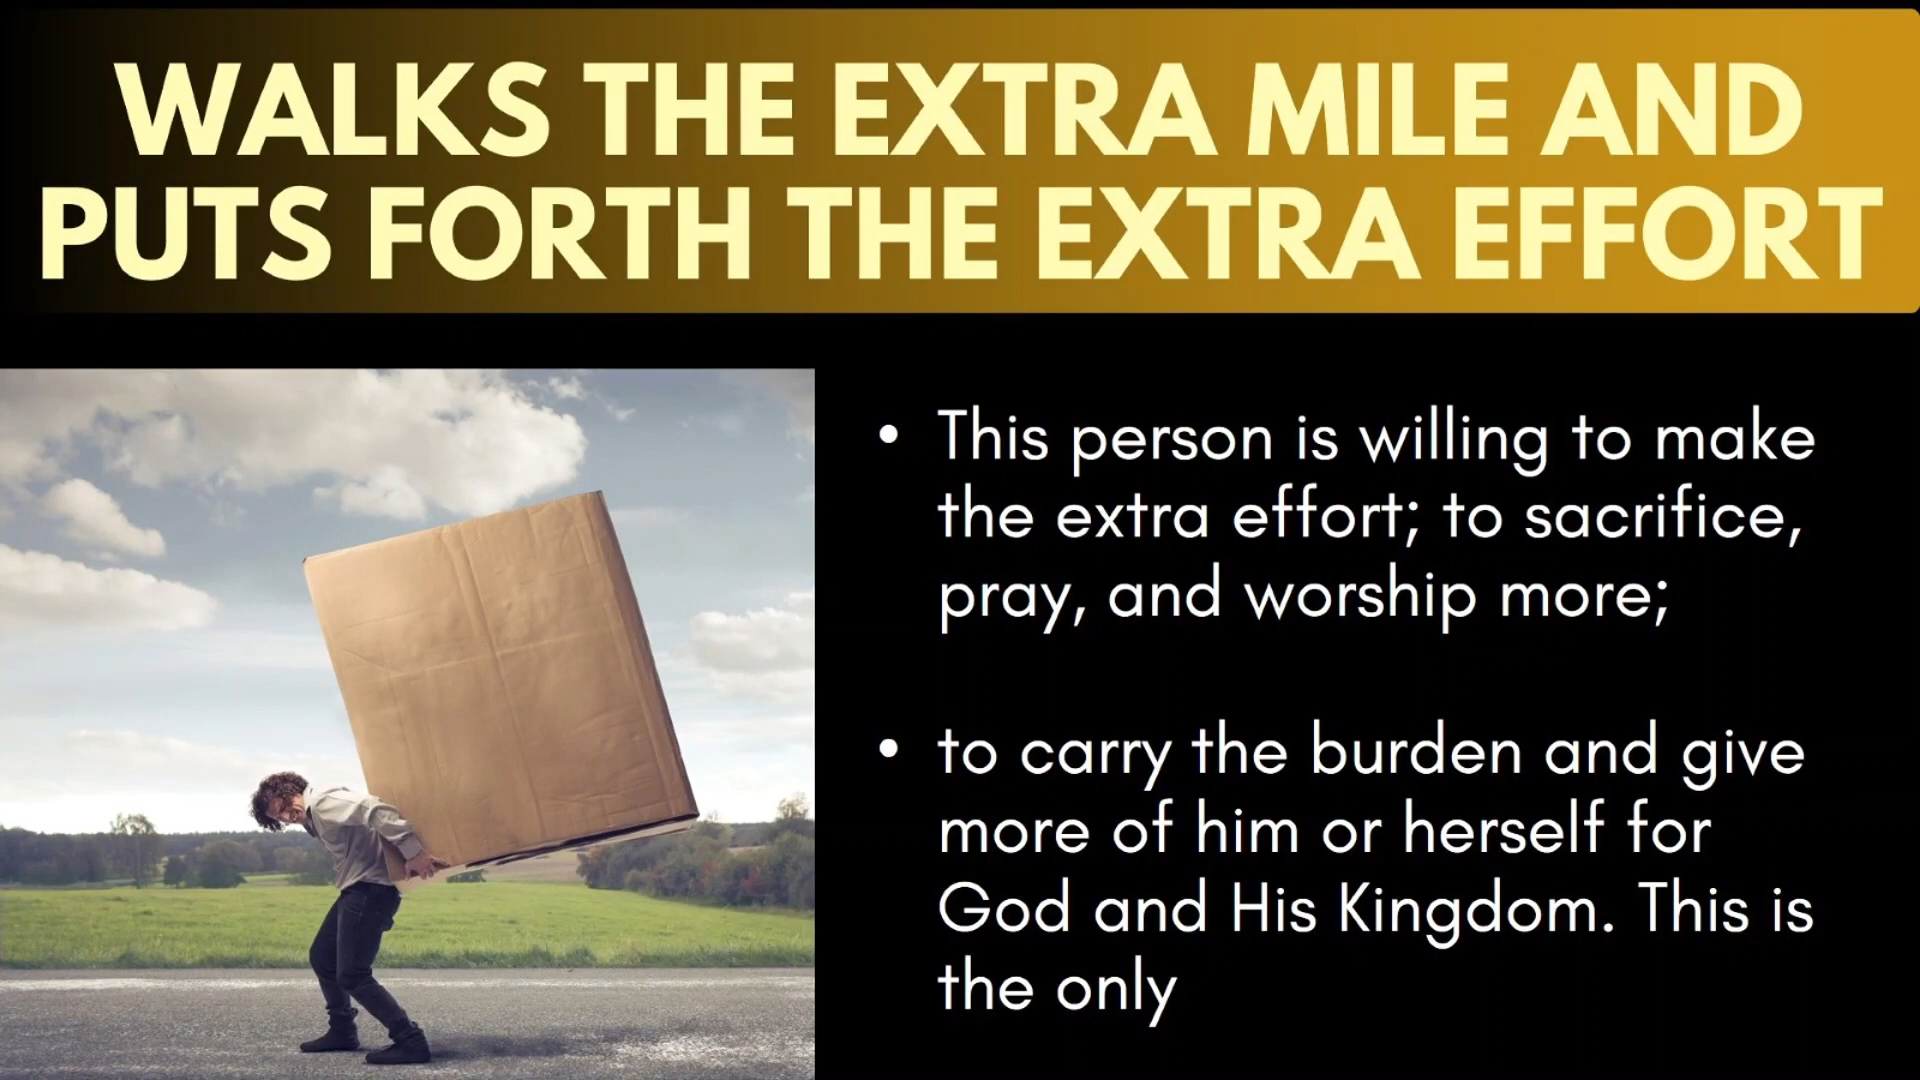 WALKS THE EXTRA MILE AND
PUTS FORTH THE EXTRA EFFORT
• This person is willing to make
the extra effort; to sacrifice,
pray, and worship more;
• to carry the burden and give
more of him or herself for
God and His Kingdom. This is
the only